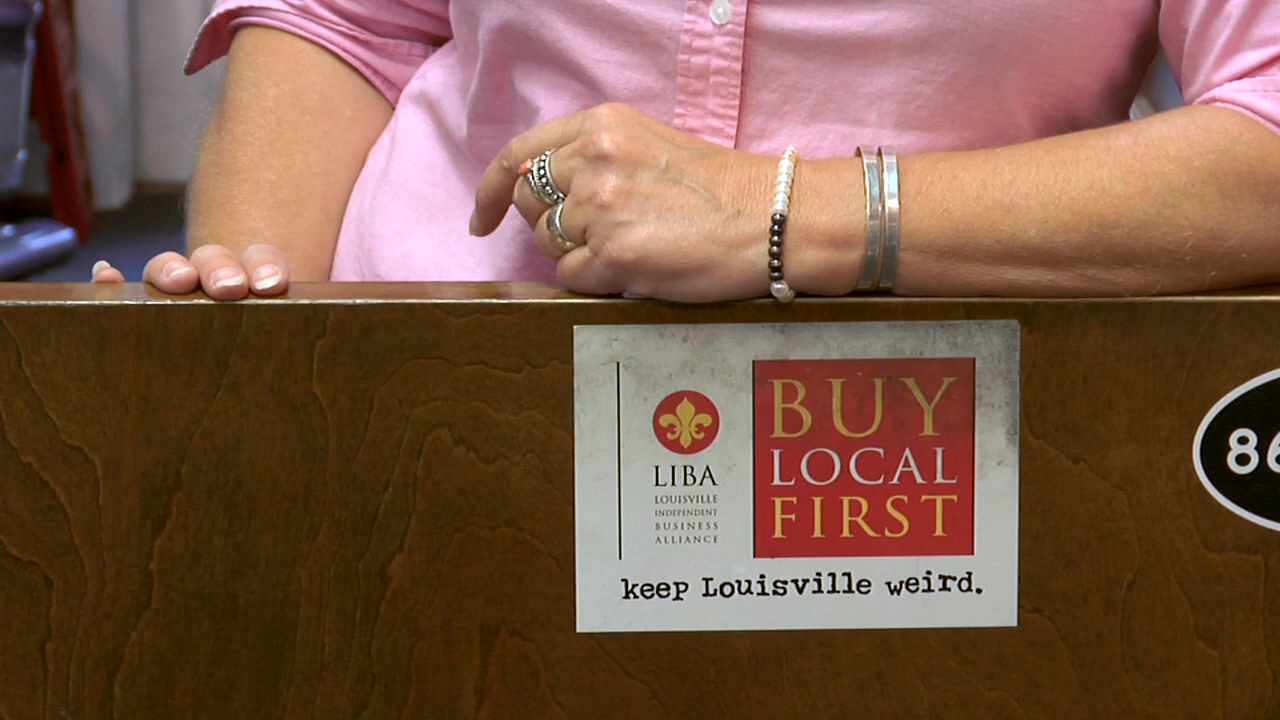 LIBA
LOUISVILLE
INDEPENDENT
BUSINESS
ALLIANCE
BUY
LOCAL
FIRST
keep Louisville weird.
86